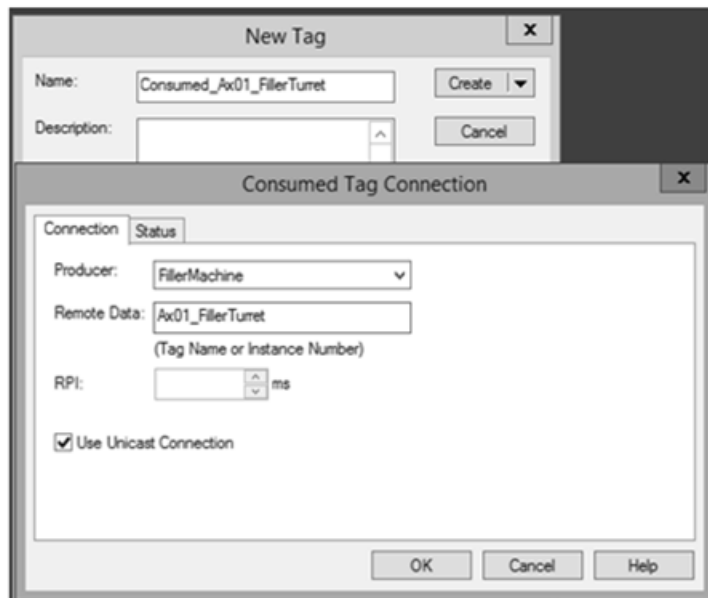 New Tag
x
Name: Consumed_Ax01_FillerTurret Create
Description: Cancel
Consumed Tag Connection
x
Connection Status
Producer: FillerMachine
Remote Data: Ax01_FillerTurret
(Tag Name or Instance Number)
RPI: ms
Use Unicast Connection
OK Cancel Help